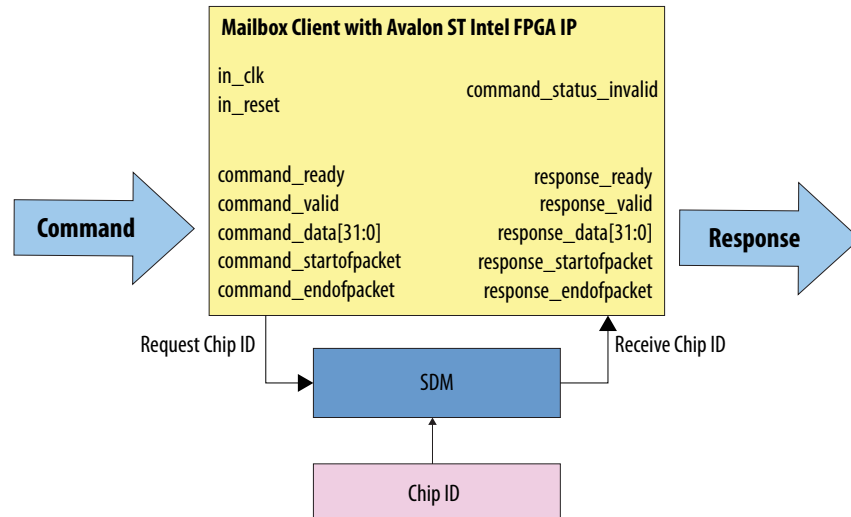 Mailbox Client with Avalon ST Intel FPGA IP
in_clk
in_reset
command_status_invalid
command_ready
command_valid
command_data[31:0]
command_startofpacket
command_endofpacket
response_ready
response_valid
response_data[31:0]
response_startofpacket
response_endofpacket
Command
Response
Request Chip ID
Receive Chip ID
SDM
Chip ID